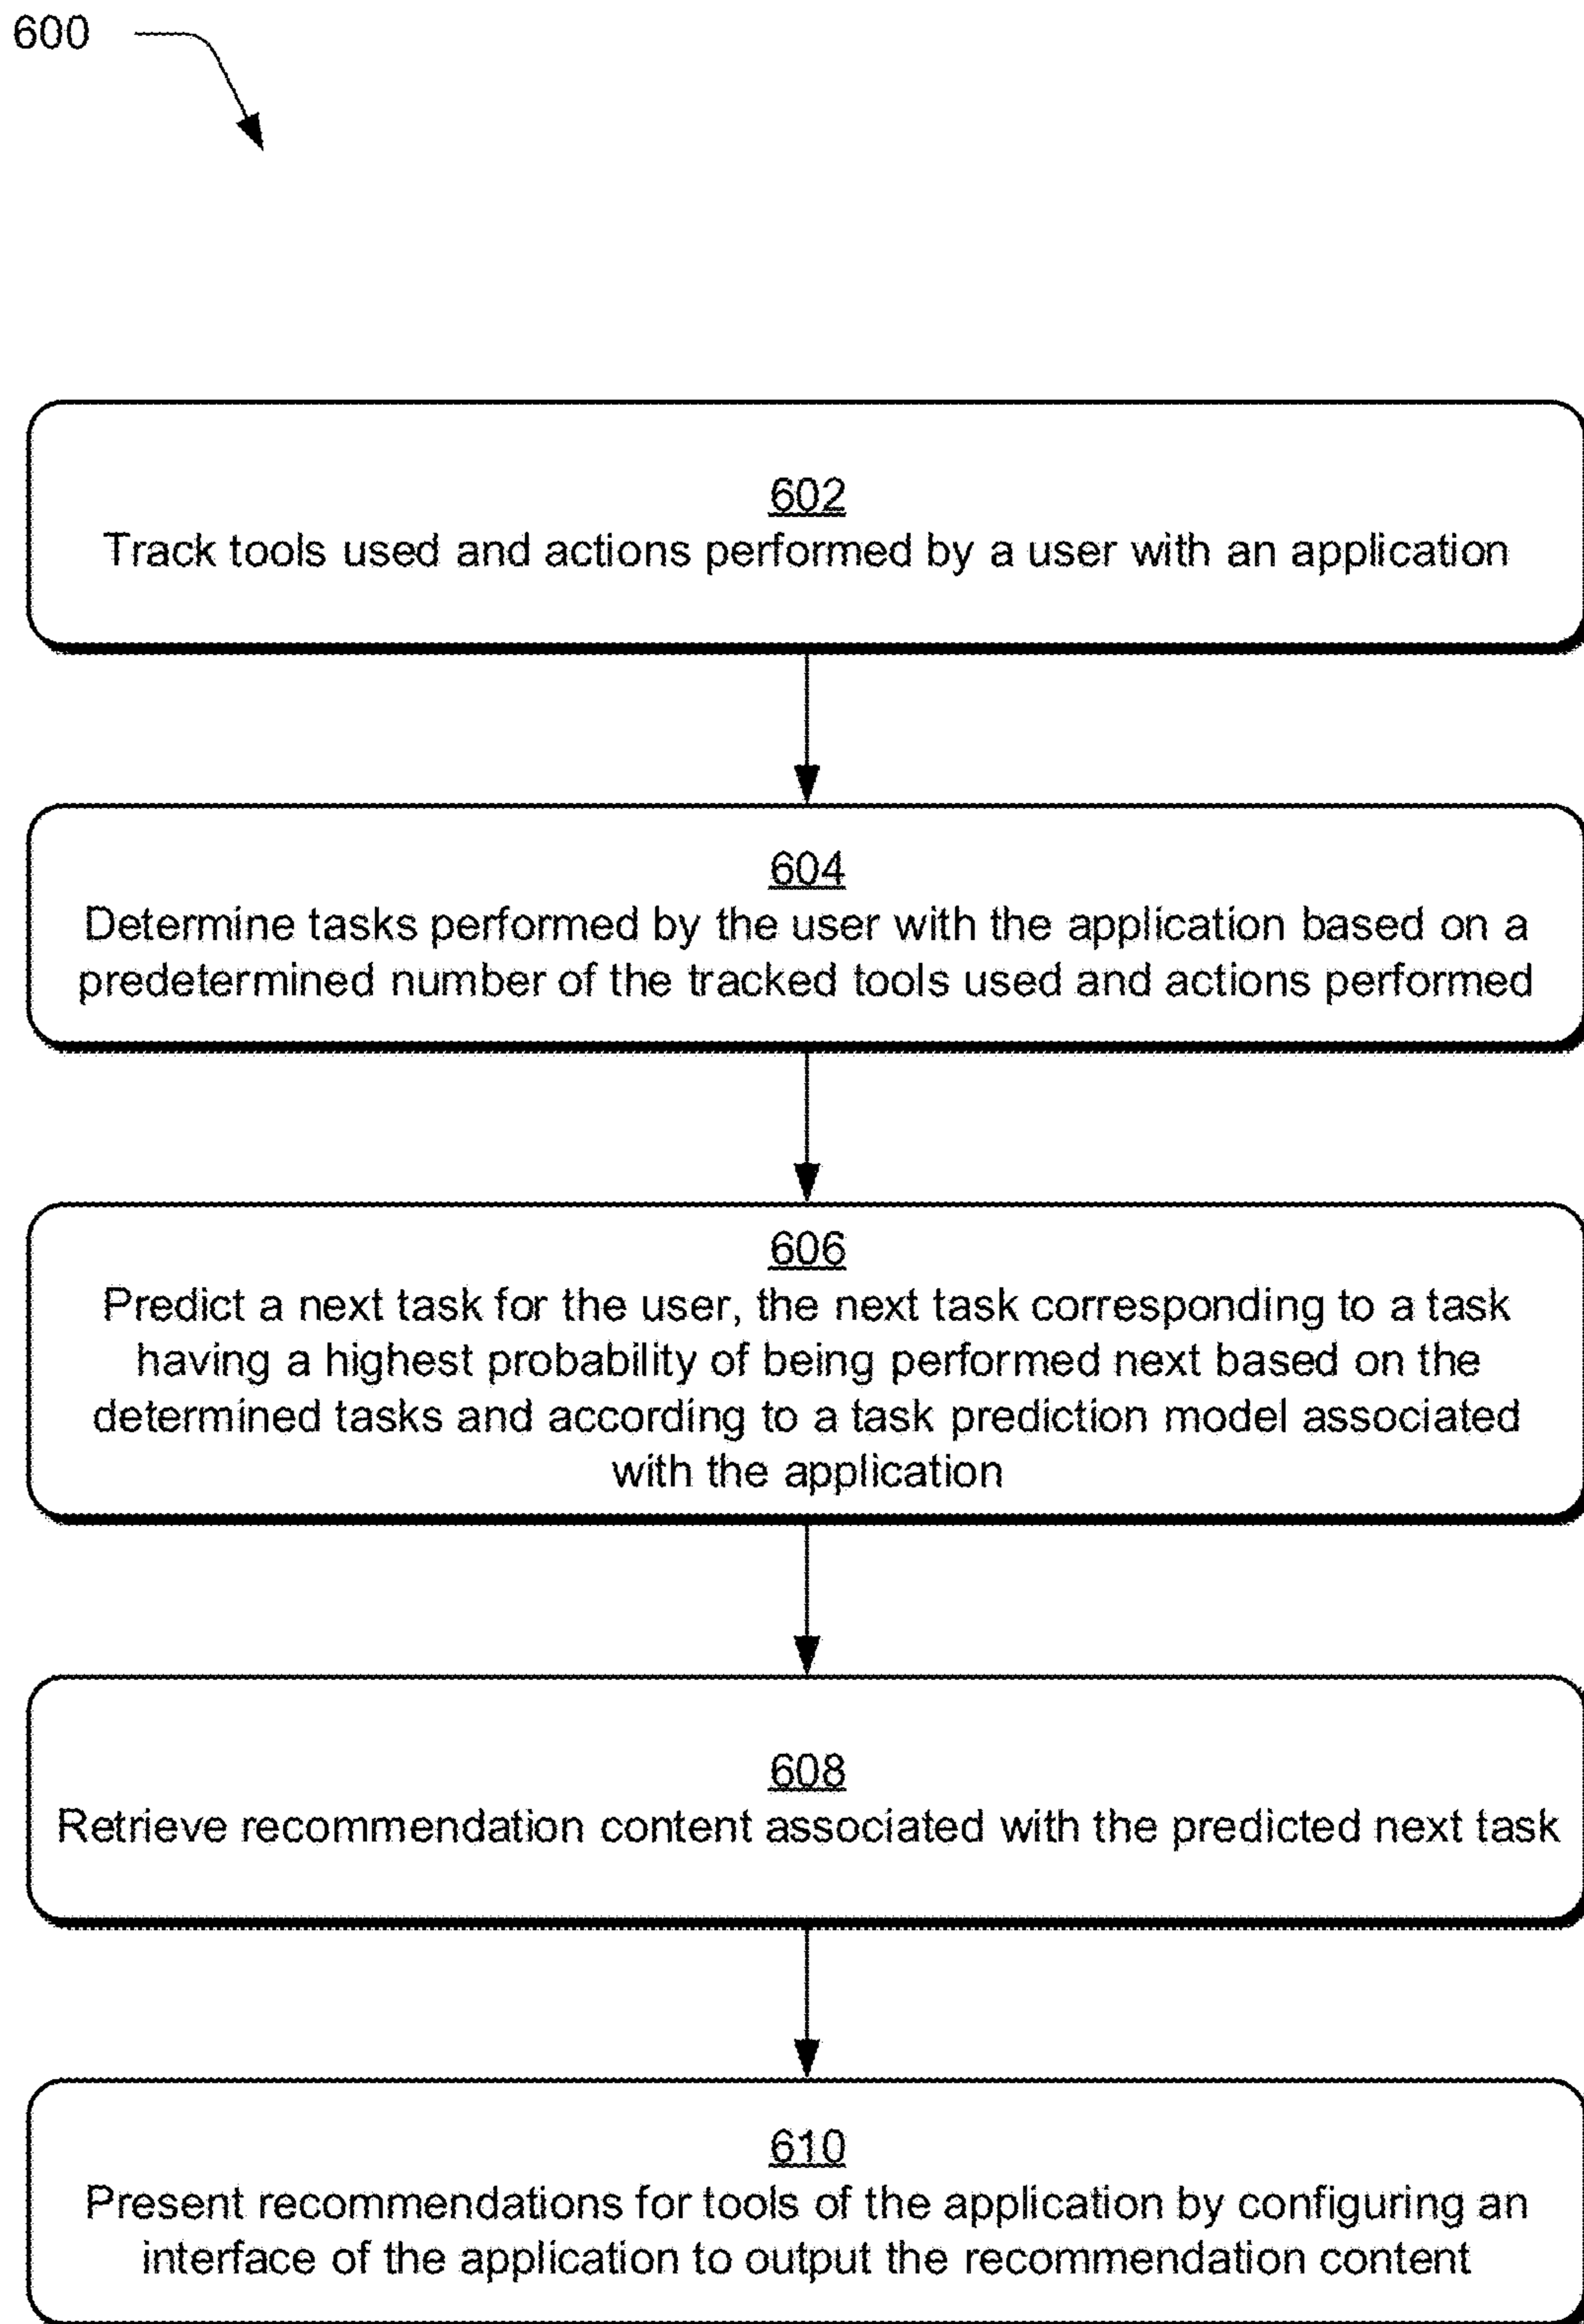 600
602
Track tools used and actions performed by a user with an application
604
Determine tasks performed by the user with the application based on a
predetermined number of the tracked tools used and actions performed
606
Predict a next task for the user, the next task corresponding to a task
having a highest probability of being performed next based on the
determined tasks and according to a task prediction model associated
with the application
608
Retrieve recommendation content associated with the predicted next task
610
Present recommendations for tools of the application by configuring an
interface of the application to output the recommendation content